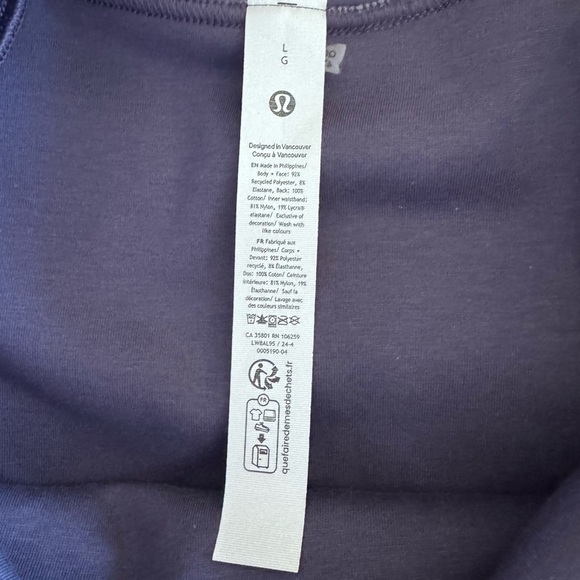 L
G
Designed in Vancouver
Conçu à Vancouver
EN Made in Philippines/
Body • Face: 92%
Recycled Polyester, 8%
Elastane, Back: 100%
Cotton/ Inner waistband:
81% Nylon, 19% Lycra®
elastane/ Exclusive of
decoration/ Wash with
like colours
FR Fabriqué aux
Philippines/ Corps •
Devant: 92% Polyester
recyclé, 8% Élasthanne,
Dos: 100% Coton/ Ceinture
intérieure: 81% Nylon, 19%
Élasthanne/ Sauf la
décoration/ Lavage avec
des couleurs similaires
CA 35801 RN 106259
LW8AL9S / 24-4
0005190-04
FR
quefairedemesdechets.fr